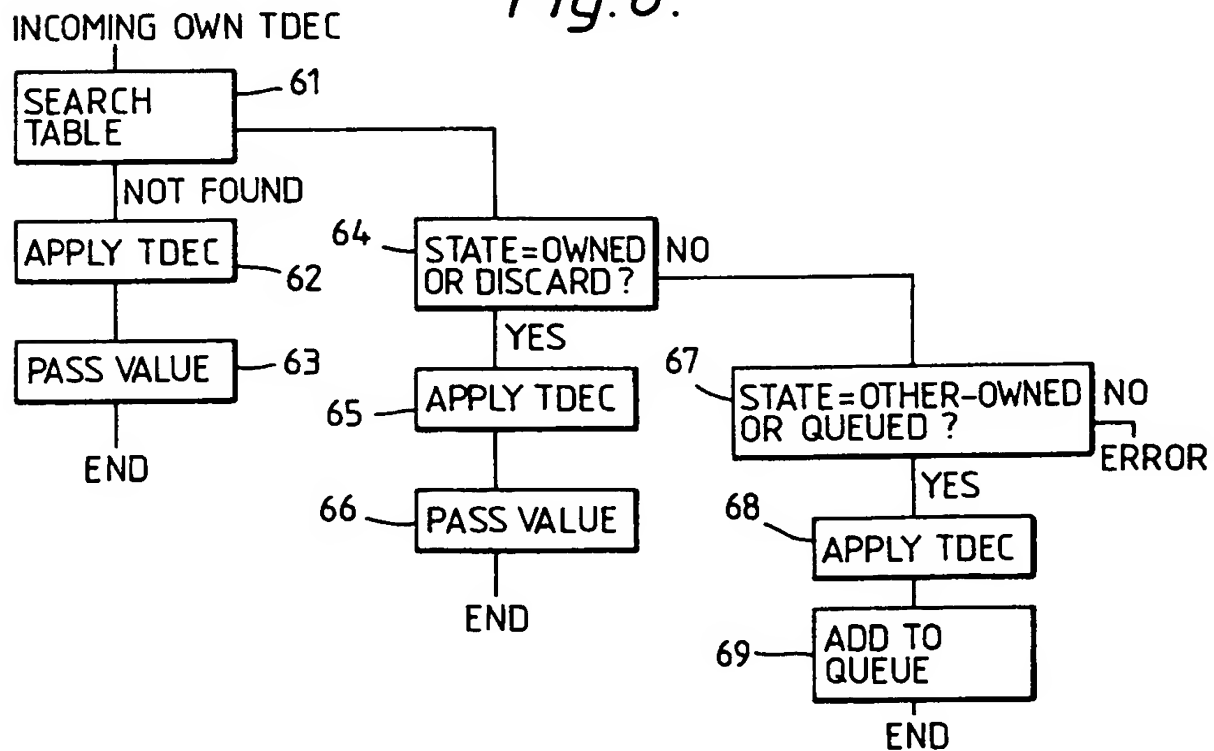 Fig.6.
INCOMING OWN TDEC
SEARCH
TABLE
61
NOT FOUND
APPLY TDEC
62
PASS VALUE
63
END
64
STATE=OWNED
OR DISCARD?
NO
YES
65
APPLY TDEC
66
PASS VALUE
END
67
STATE=OTHER-OWNED
OR QUEUED ?
NO
ERROR
YES
68
APPLY TDEC
69
ADD TO
QUEUE
END